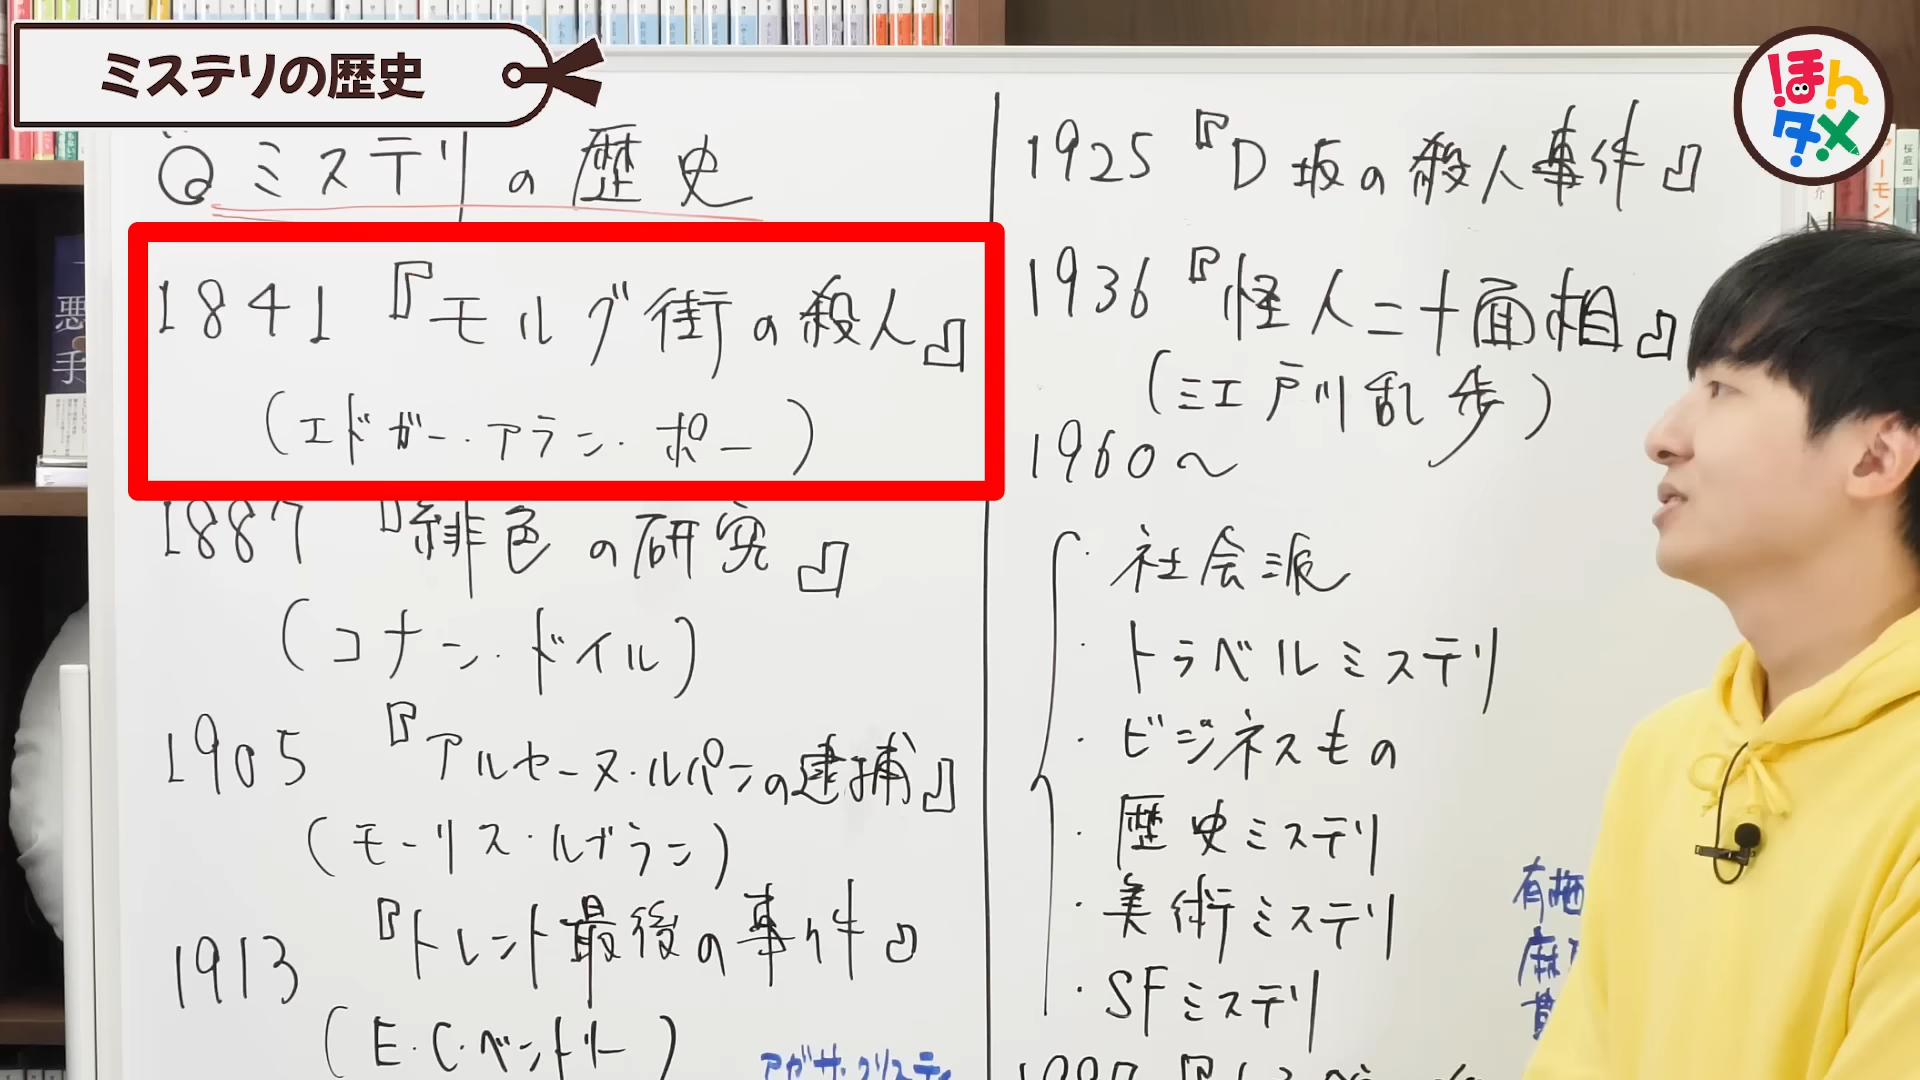 ミステリの歴史
ほんタメ
ミステリの歴史
1841『モルグ街の殺人』
(エドガー・アラン・ポー)
1887『緋色の研究』
(コナン・ドイル)
1905『アルセーヌ・ルパンの逮捕』
(モーリス・ルブラン)
1913『トレント最後の事件』
(E.C.ベントリー)
アガサ・クリスティ
1925『D坂の殺人事件』
1936『怪人二十面相』
(江戸川乱歩)
1960〜
・社会派
・トラベルミステリ
・ビジネスもの
・歴史ミステリ
・美術ミステリ
・SFミステリ
有栖
麻
悪
手
桜庭一樹